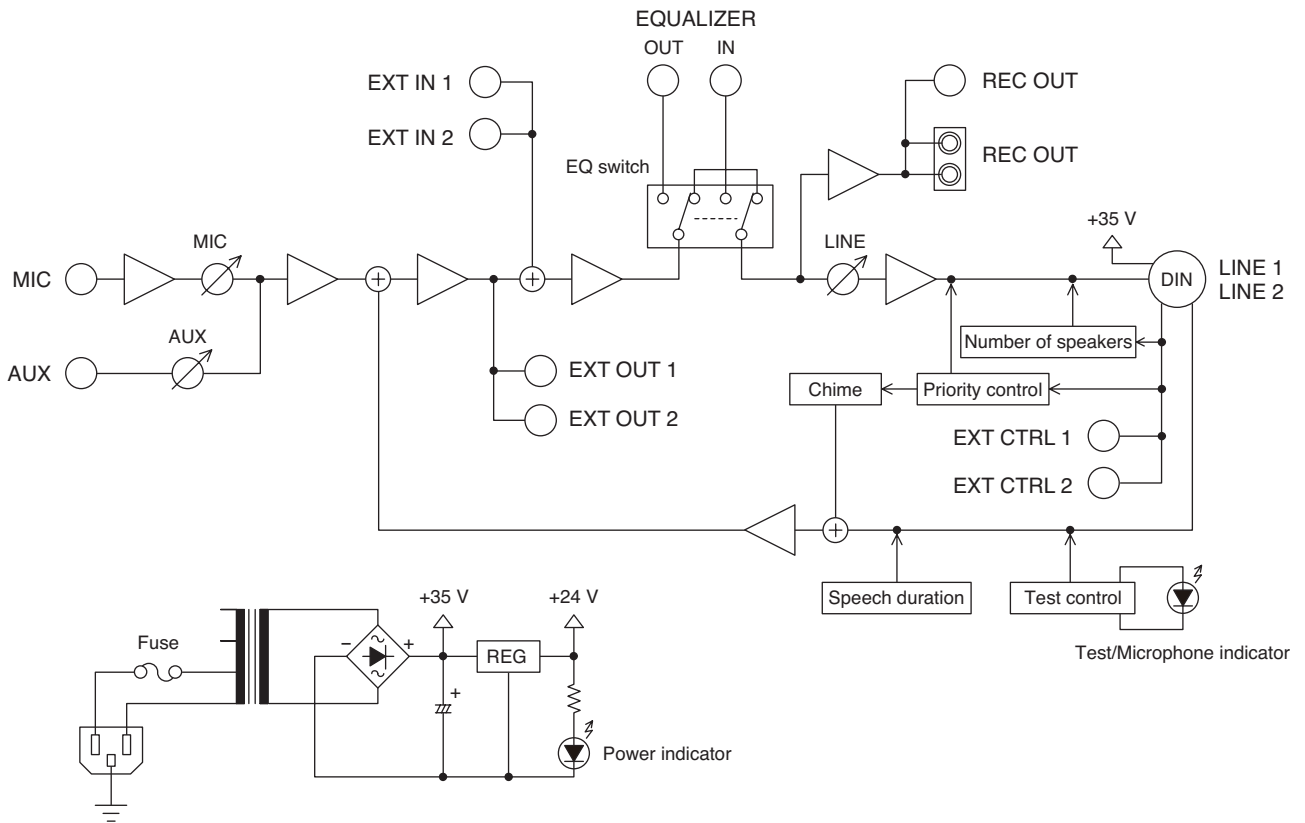 EQUALIZER
OUT IN
EXT IN 1
REC OUT
EXT IN 2
REC OUT
EQ switch
+35 V
MIC
LINE
MIC
DIN
LINE 1
LINE 2
AUX
Number of speakers
AUX
EXT OUT 1
Chime
Priority control
EXT OUT 2
EXT CTRL 1
EXT CTRL 2
+35 V
+24 V
Speech duration
Test control
Fuse
− +
REG
Test/Microphone indicator
+
Power indicator